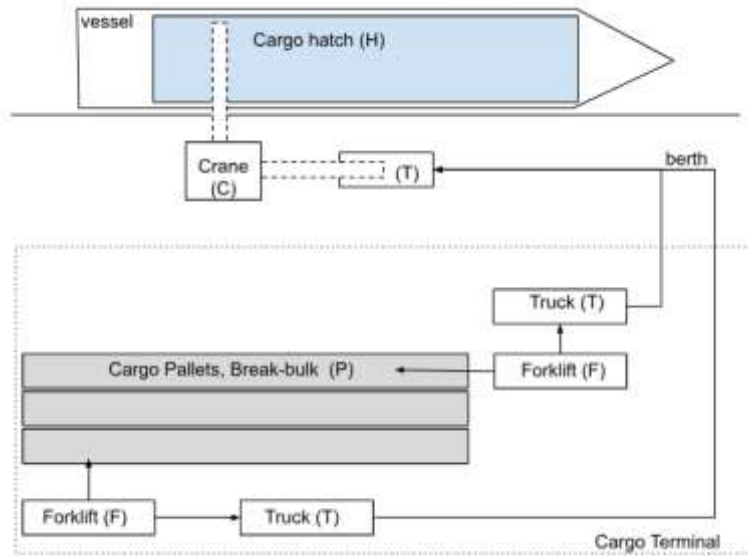 vessel
Cargo hatch (H)
Crane
(C)
(T)
berth
Truck (T)
Cargo Pallets, Break-bulk (P)
Forklift (F)
Forklift (F)
Truck (T)
Cargo Terminal